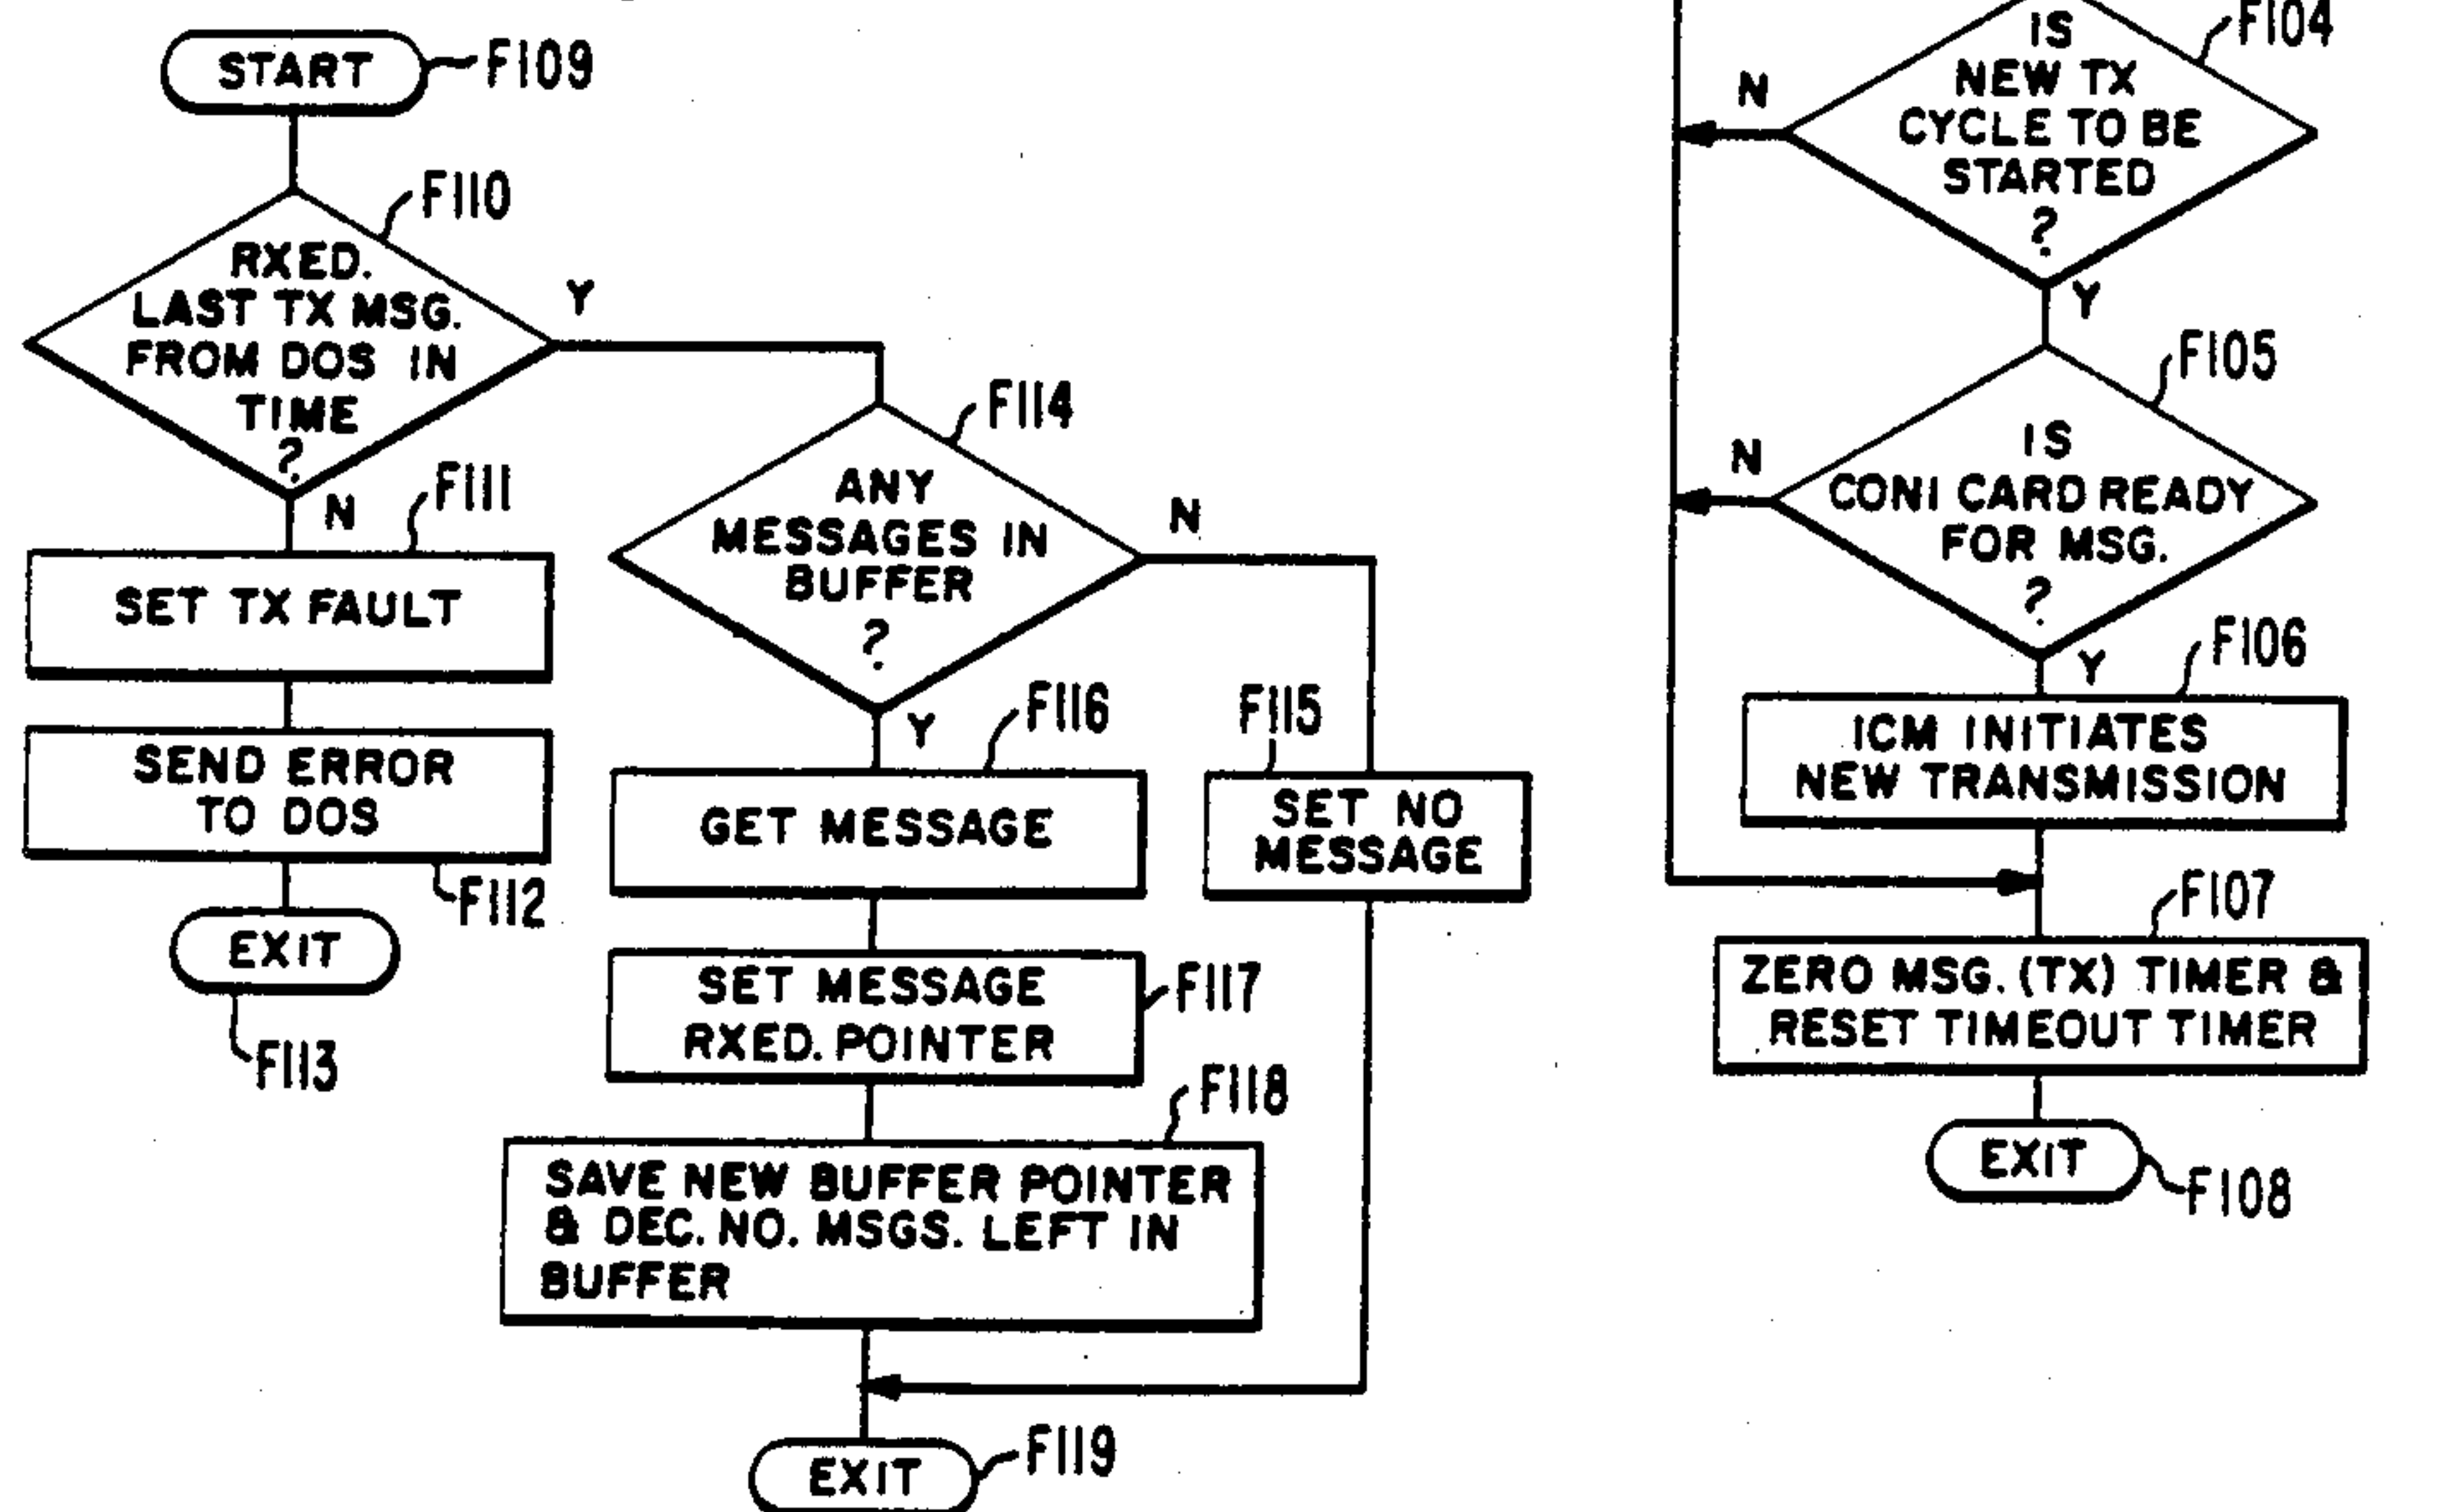 START
F109
F110
RXED.
LAST TX MSG.
FROM DOS IN
TIME
?
Y
N
F111
SET TX FAULT
SEND ERROR
TO DOS
F112
EXIT
F113
F114
ANY
MESSAGES IN
BUFFER
?
N
Y
F116
F115
GET MESSAGE
SET NO
MESSAGE
SET MESSAGE
RXED. POINTER
F117
F118
SAVE NEW BUFFER POINTER
& DEC. NO. MSGS. LEFT IN
BUFFER
EXIT
F119
F104
IS
NEW TX
CYCLE TO BE
STARTED
?
N
Y
F105
IS
CONI CARD READY
FOR MSG.
?
N
Y
F106
ICM INITIATES
NEW TRANSMISSION
F107
ZERO MSG. (TX) TIMER &
RESET TIMEOUT TIMER
EXIT
F108